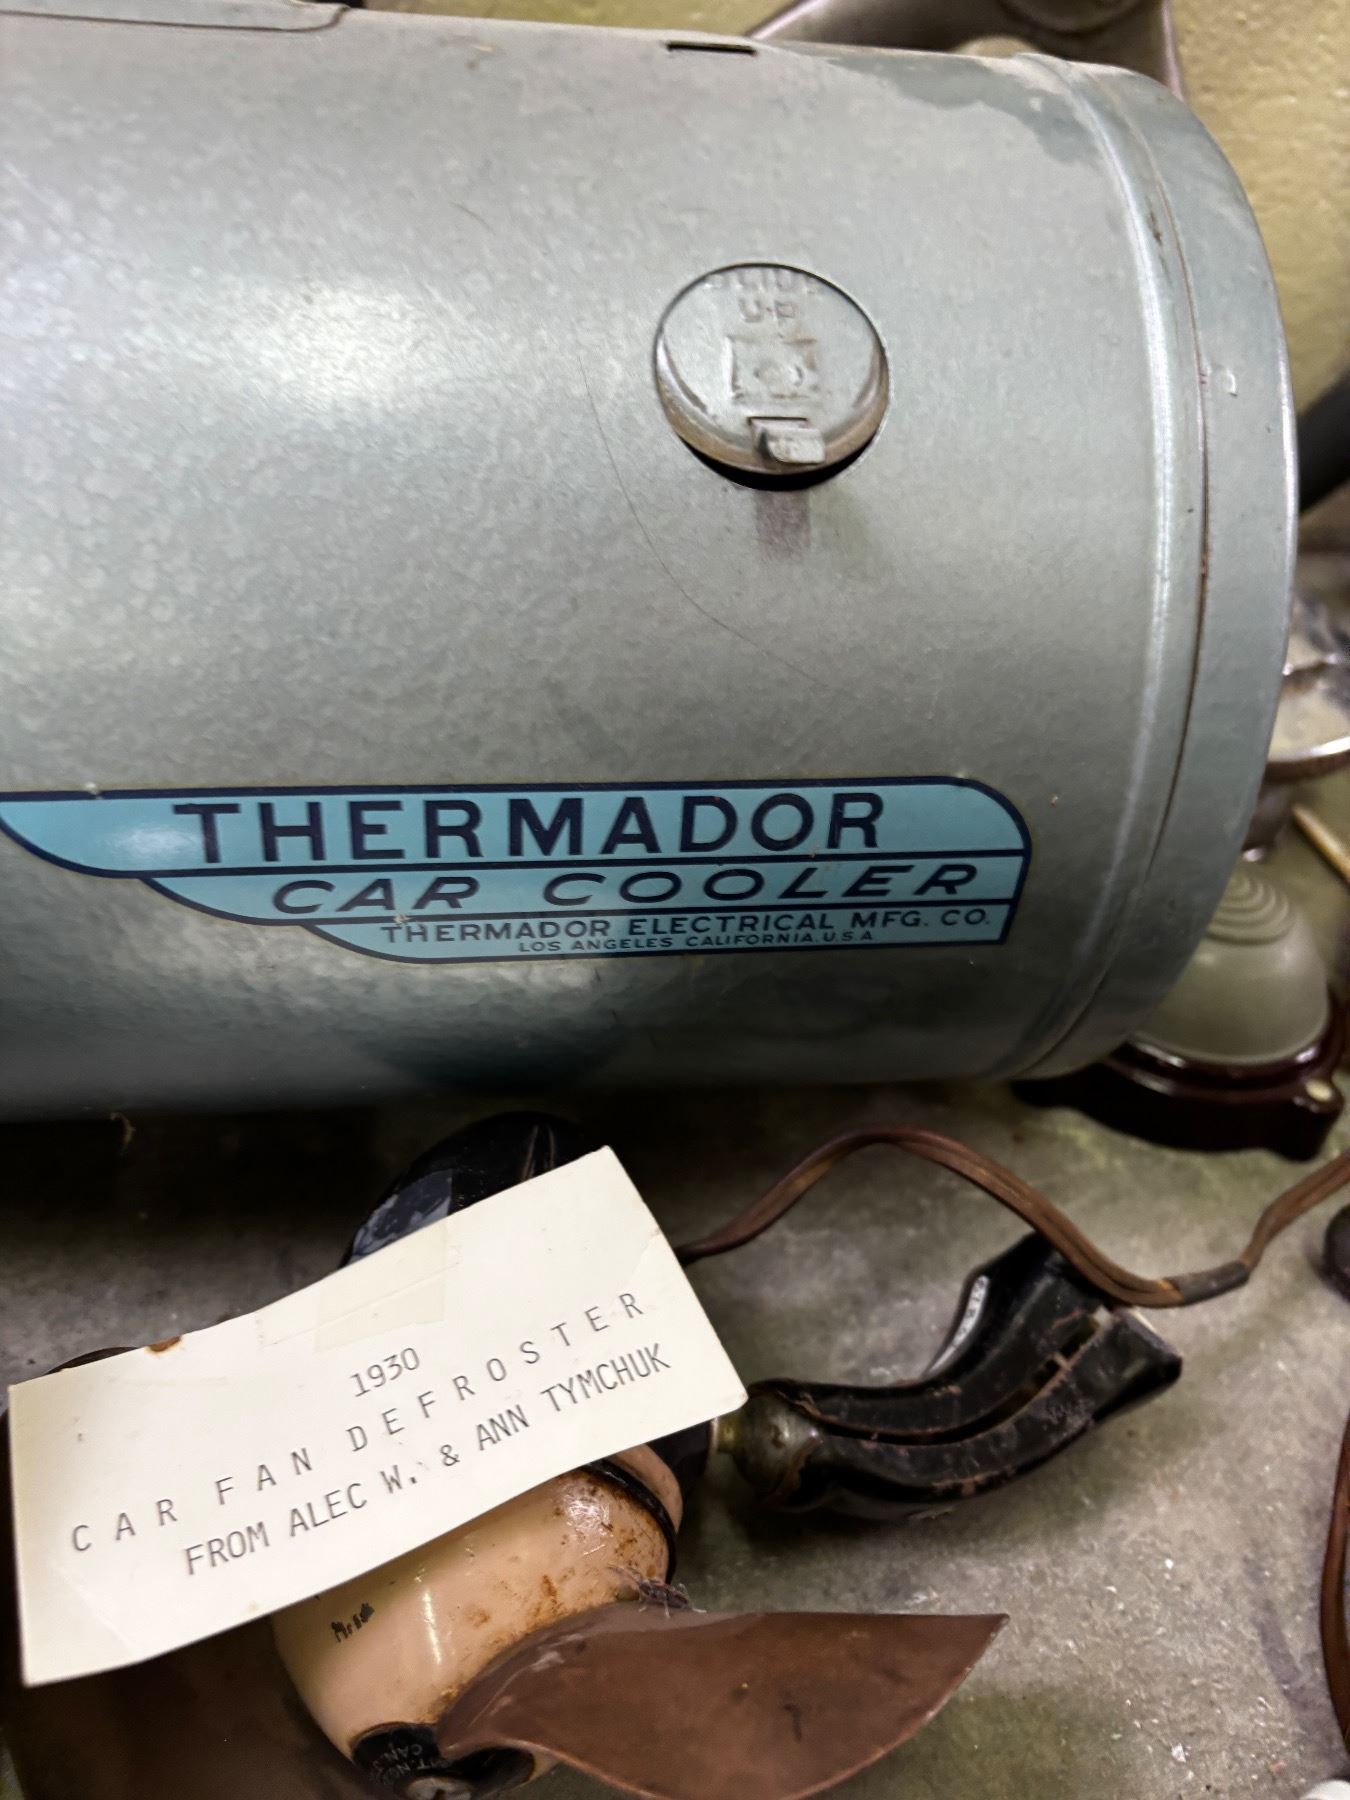 THERMADOR
CAR COOLER
THERMADOR ELECTRICAL MFG. CO.
LOS ANGELES CALIFORNIA. U.S.A
1930
CAR FAN DEFROSTER
FROM ALEC W. & ANN TYMCHUK